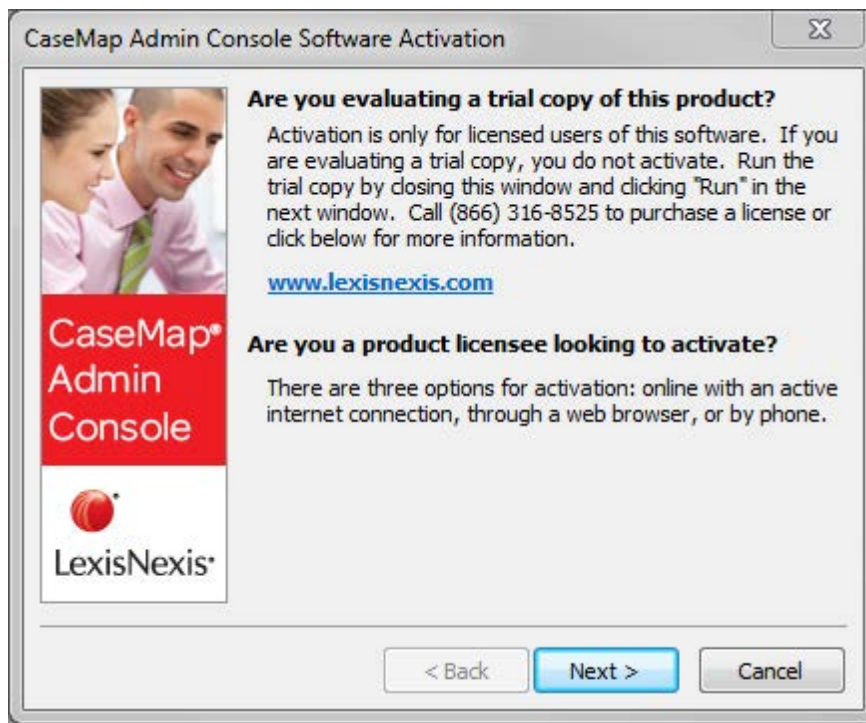 CaseMap Admin Console Software Activation
Are you evaluating a trial copy of this product?
Activation is only for licensed users of this software. If you
are evaluating a trial copy, you do not activate. Run the
trial copy by closing this window and clicking "Run" in the
next window. Call (866) 316-8525 to purchase a license or
click below for more information.
www.lexisnexis.com
Are you a product licensee looking to activate?
There are three options for activation: online with an active
internet connection, through a web browser, or by phone.
CaseMap®
Admin
Console
LexisNexis®
< Back
Next >
Cancel